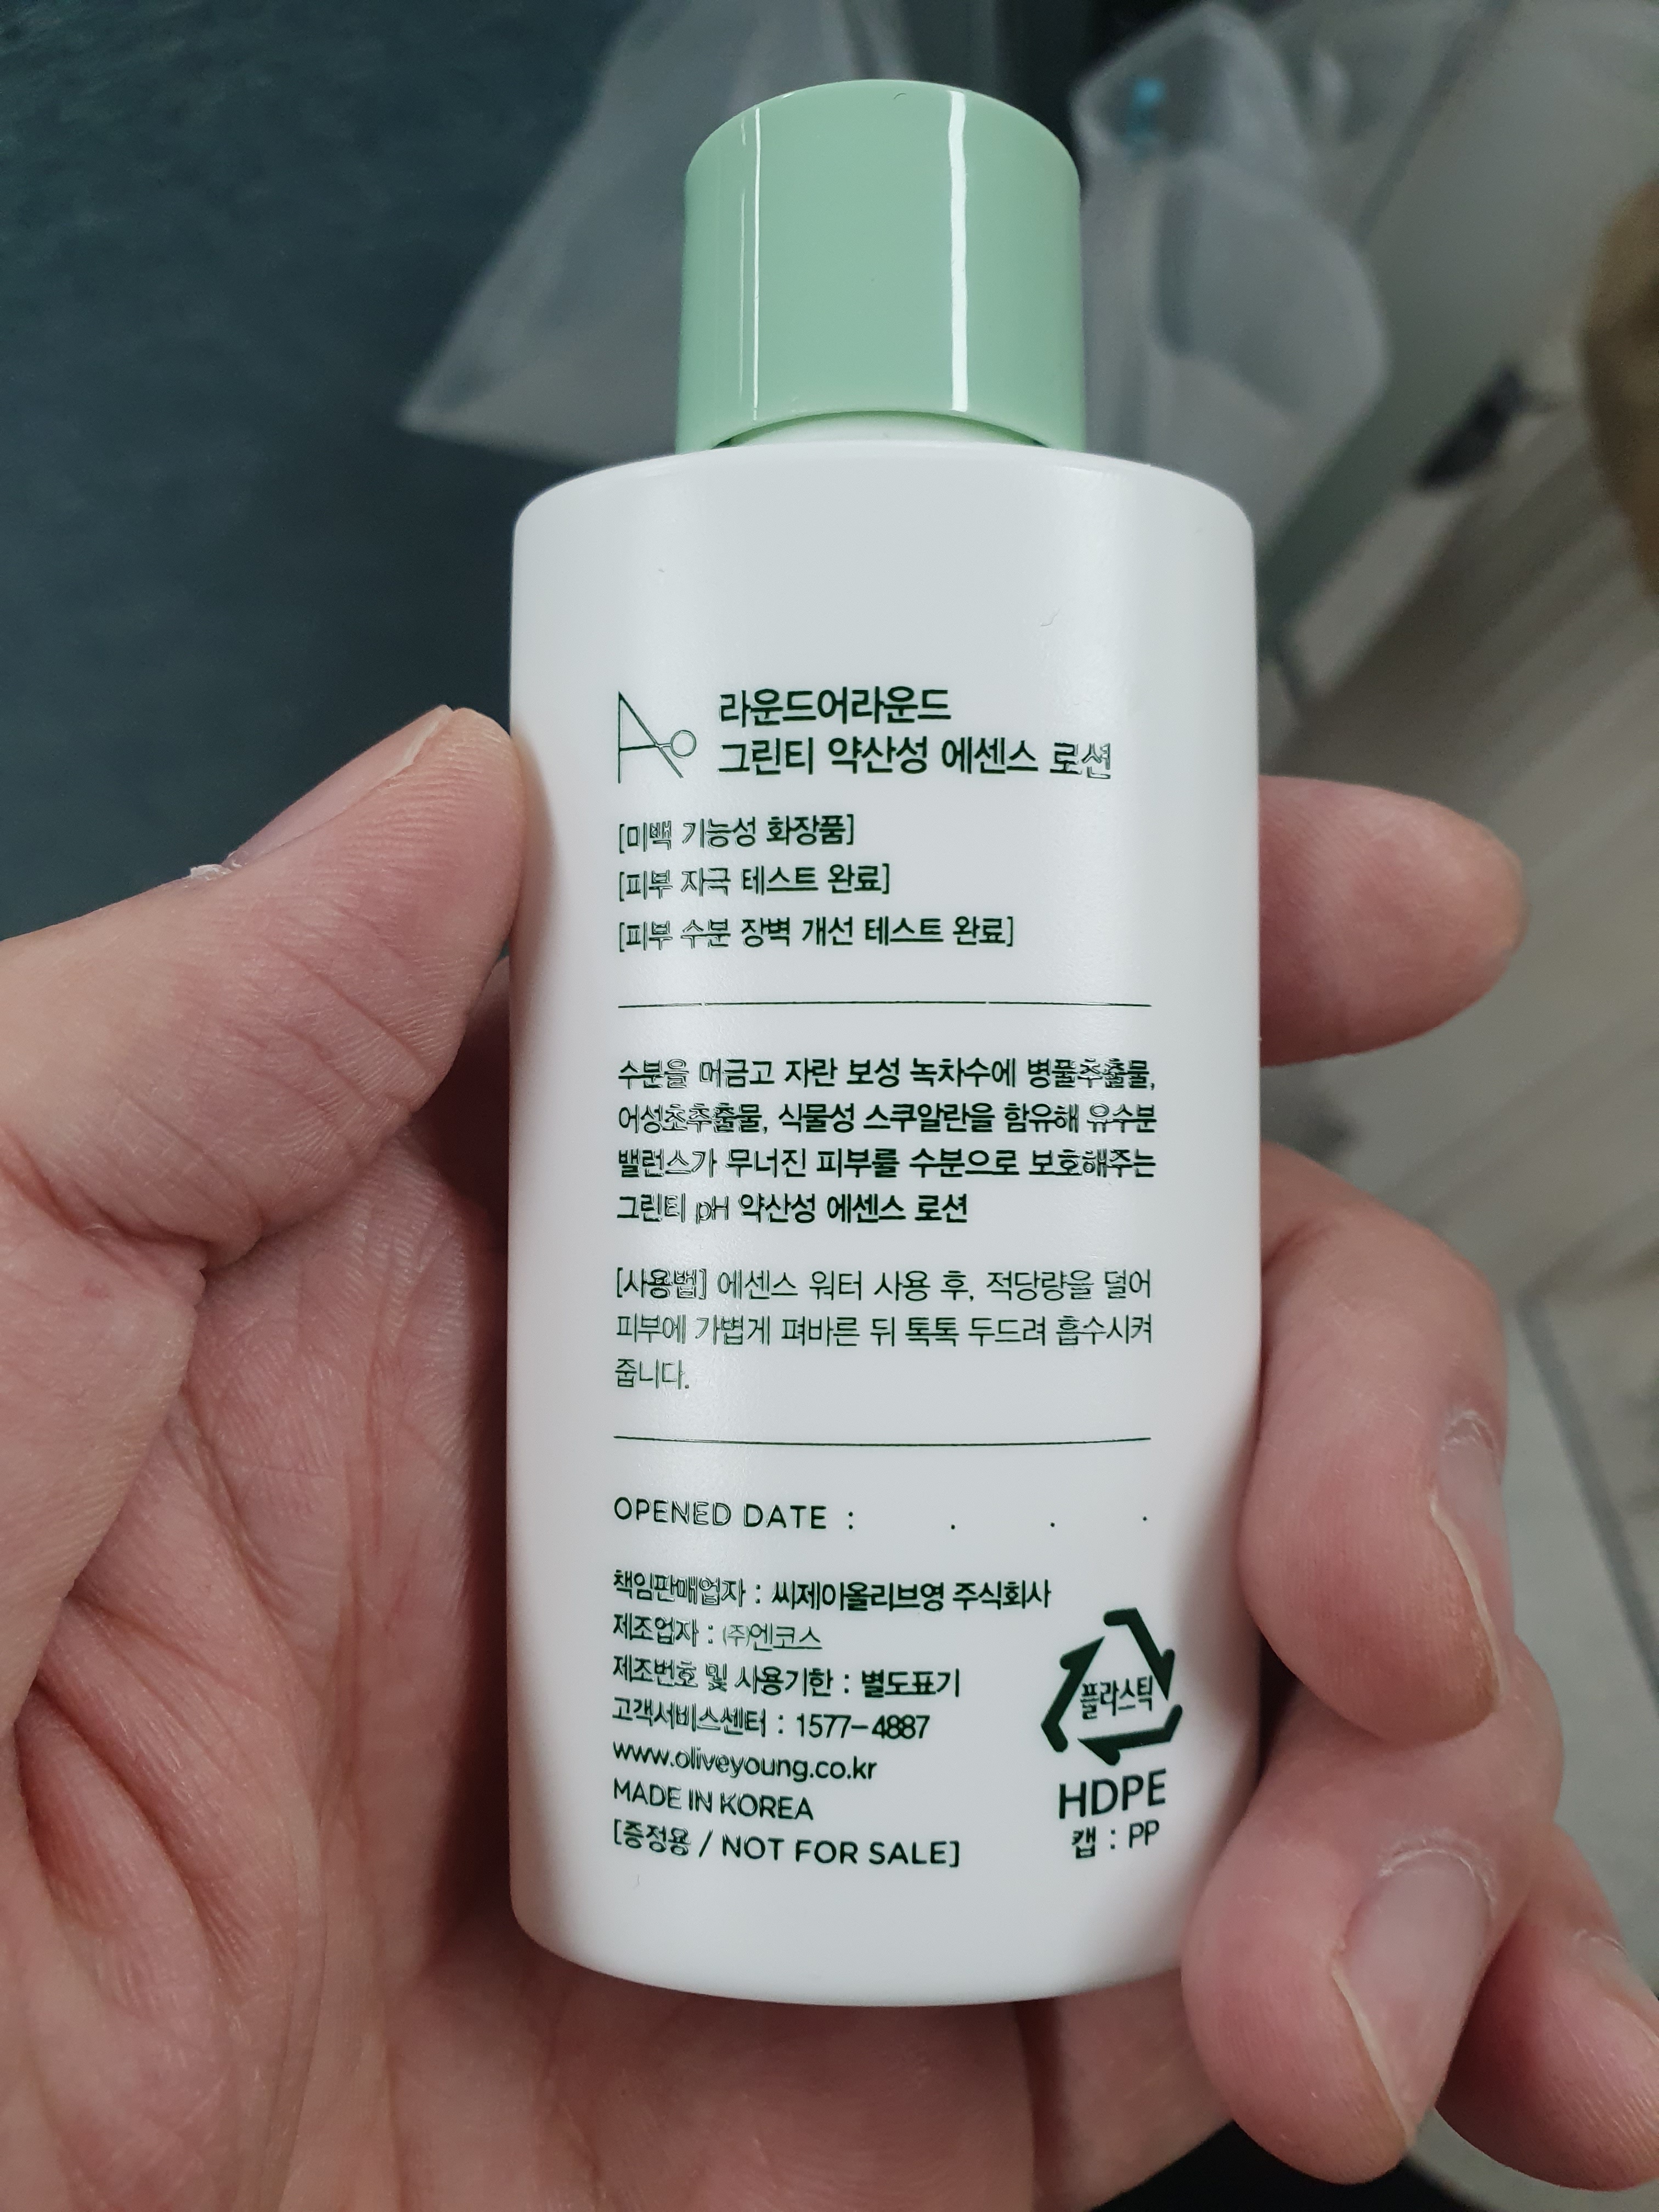 라운드어라운드
그린티 약산성 에센스 로션
[미백 기능성 화장품]
[피부 자극 테스트 완료]
[피부 수분 장벽 개선 테스트 완료]
수분을 머금고 자란 보성 녹차수에 병풀추출물,
어성초추출물, 식물성 스쿠알란을 함유해 유수분
밸런스가 무너진 피부를 수분으로 보호해주는
그린티 pH 약산성 에센스 로션
[사용법] 에센스 워터 사용 후, 적당량을 덜어
피부에 가볍게 펴바른 뒤 톡톡 두드려 흡수시켜
줍니다.
OPENED DATE : . . .
책임판매업자 : 씨제이올리브영 주식회사
제조업자 : ㈜엔코스
제조번호 및 사용기한 : 별도표기
고객서비스센터 : 1577-4887
www.oliveyoung.co.kr
MADE IN KOREA
[증정용 / NOT FOR SALE]
플라스틱
HDPE
캡 : PP